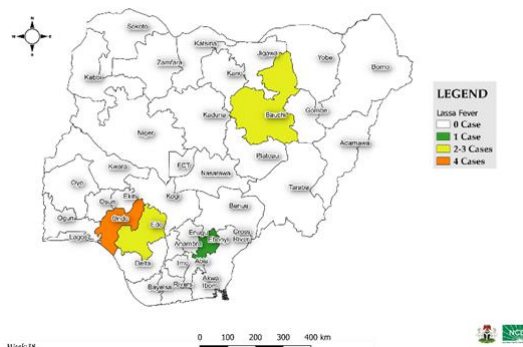 Sokoto
Katsina
Jigawa
Yobe
Borno
Zamfara
Kano
Kebbi
Kaduna
Bauchi
Gombe
Niger
Adamawa
Plateau
FCT
Kwara
Nasarawa
Oyo
Taraba
Ekiti
Kogi
Osun
Benue
Ogun
Ondo
Edo
Lagos
Enugu
Ebonyi
Cross
River
Anambra
Delta
Imo
Abia
Akwa
Ibom
Bayelsa
Rivers
LEGEND
Lassa Fever
0 Case
1 Case
2-3 Cases
4 Cases
0 100 200 300 400 km